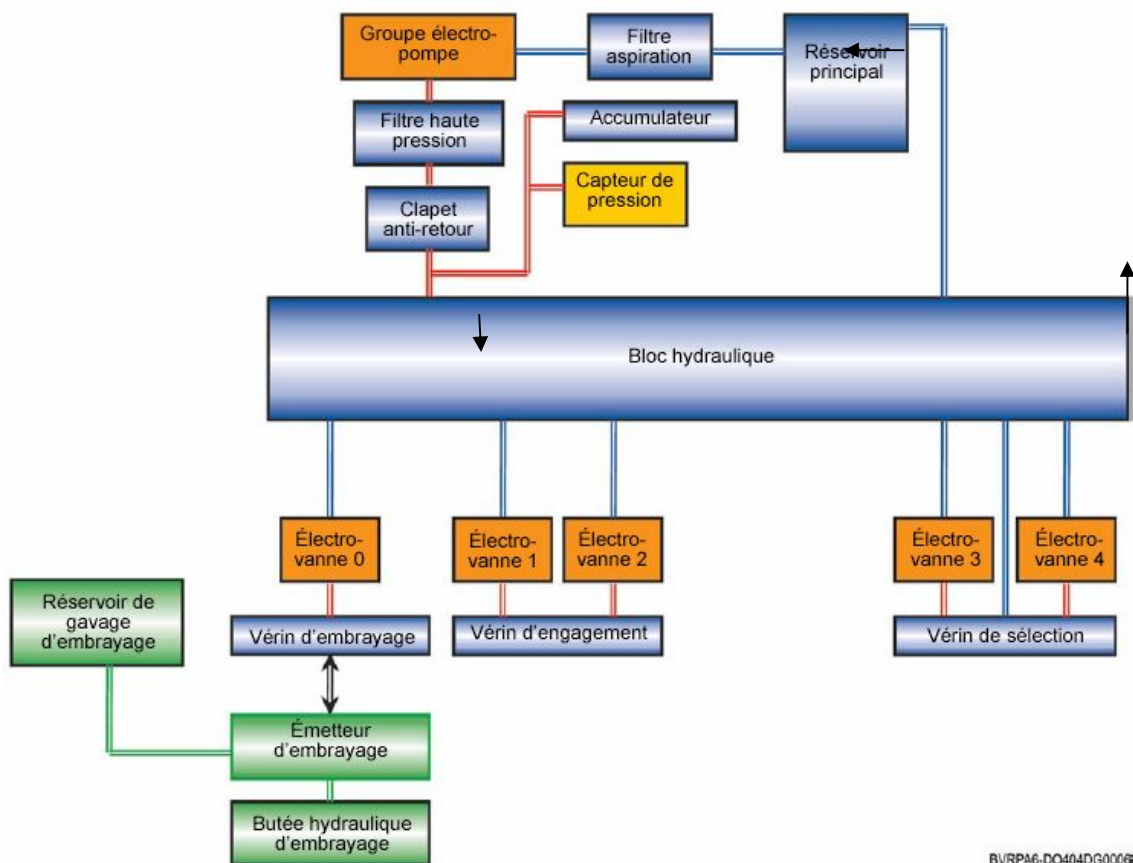 Groupe électro-
pompe
Filtre
aspiration
Réservoir
principal
Filtre haute
pression
Accumulateur
Capteur de
pression
Clapet
anti-retour
Bloc hydraulique
Électro-
vanne 0
Électro-
vanne 1
Électro-
vanne 2
Électro-
vanne 3
Électro-
vanne 4
Réservoir de
gavage
d'embrayage
Vérin d'embrayage
Vérin d'engagement
Vérin de sélection
Émetteur
d'embrayage
Butée hydraulique
d'embrayage